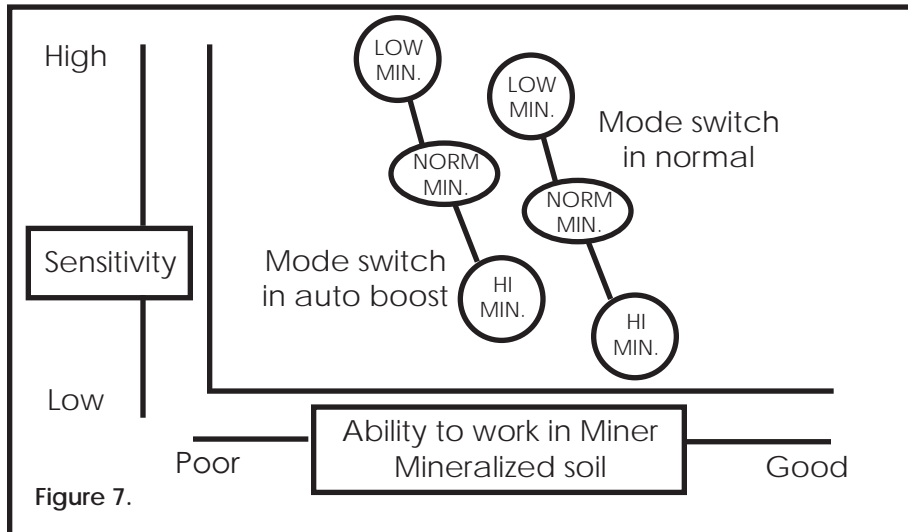 High
LOW
MIN.
LOW
MIN.
Mode switch
in normal
NORM
MIN.
NORM
MIN.
Sensitivity
Mode switch
in auto boost
HI
MIN.
HI
MIN.
Low
Ability to work in Miner
Mineralized soil
Poor
Good
Figure 7.